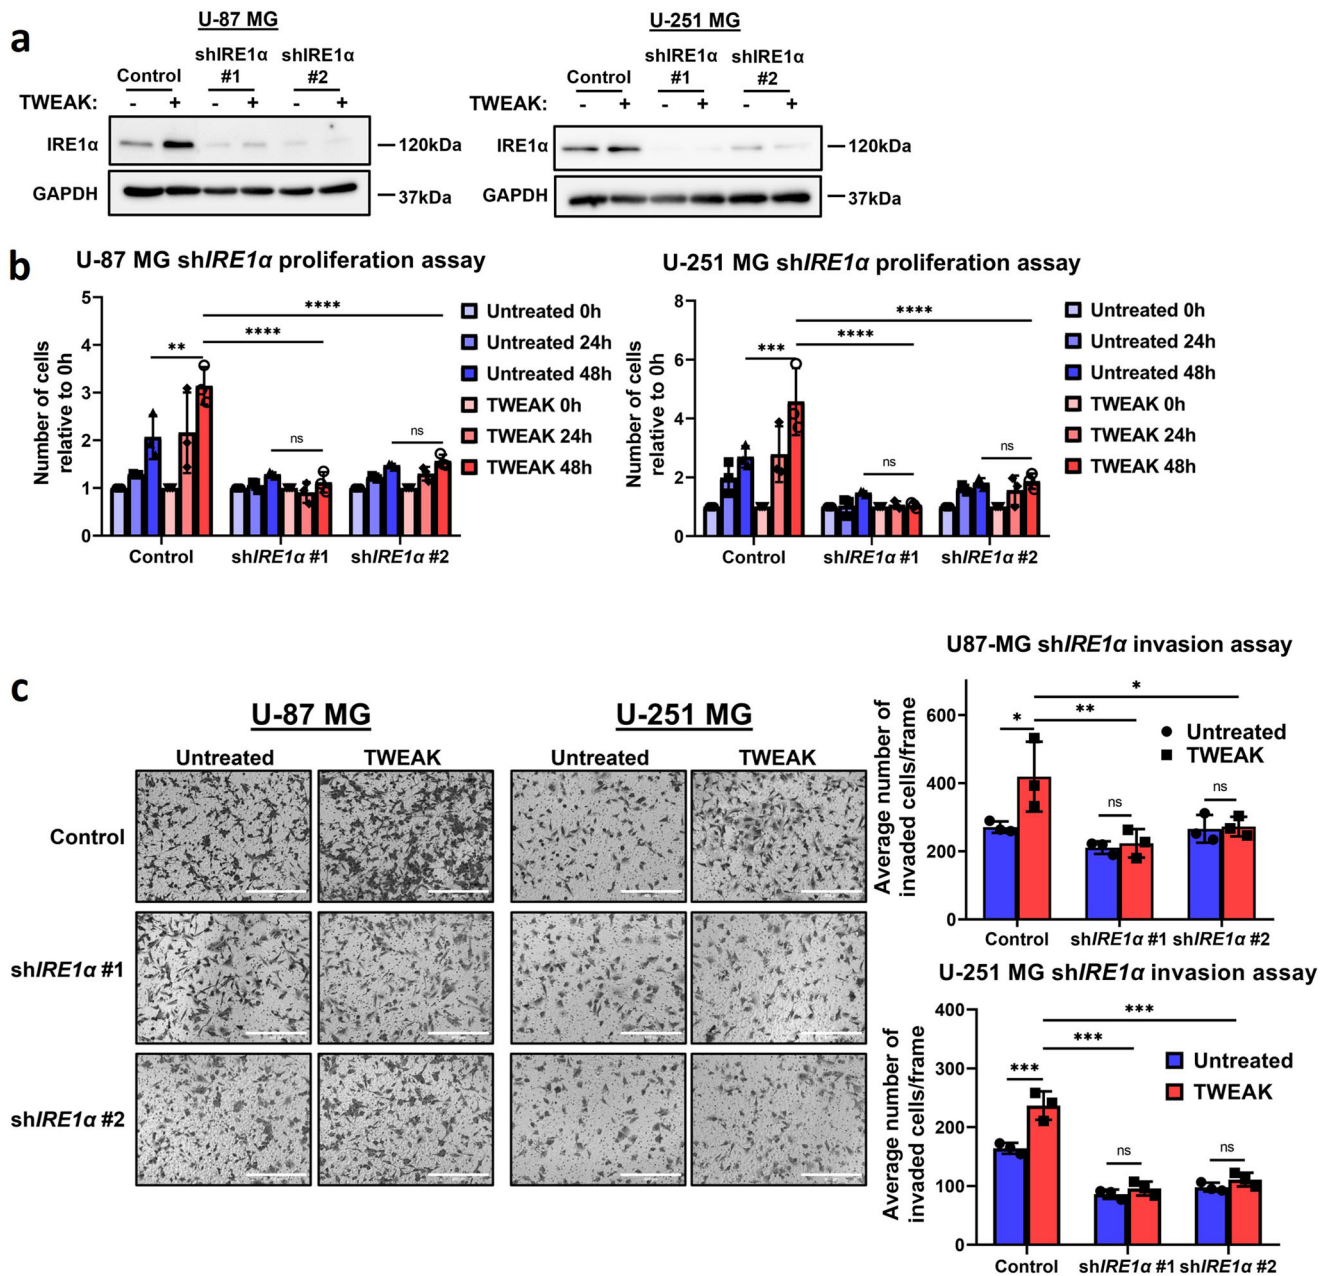 a
U-87 MG
Control
shIRE1α #1
shIRE1α #2
TWEAK: - + - + - +
IRE1α
120kDa
GAPDH
37kDa
U-251 MG
Control
shIRE1α #1
shIRE1α #2
TWEAK: - + - + - +
IRE1α
120kDa
GAPDH
37kDa
b
U-87 MG shIRE1α proliferation assay
Number of cells
relative to 0h
5
4
3
2
1
0
**
****
****
ns
ns
Control
shIRE1α #1
shIRE1α #2
Untreated 0h
Untreated 24h
Untreated 48h
TWEAK 0h
TWEAK 24h
TWEAK 48h
U-251 MG shIRE1α proliferation assay
Number of cells
relative to 0h
8
6
4
2
0
***
****
****
ns
ns
Control
shIRE1α #1
shIRE1α #2
Untreated 0h
Untreated 24h
Untreated 48h
TWEAK 0h
TWEAK 24h
TWEAK 48h
c
U-87 MG
U-251 MG
Untreated
TWEAK
Untreated
TWEAK
Control
shIRE1α #1
shIRE1α #2
U87-MG shIRE1α invasion assay
Average number of
invaded cells/frame
600
400
200
0
*
**
*
ns
ns
Untreated
TWEAK
Control
shIRE1α #1
shIRE1α #2
U-251 MG shIRE1α invasion assay
Average number of
invaded cells/frame
400
300
200
100
0
***
***
***
ns
ns
Untreated
TWEAK
Control
shIRE1α #1
shIRE1α #2